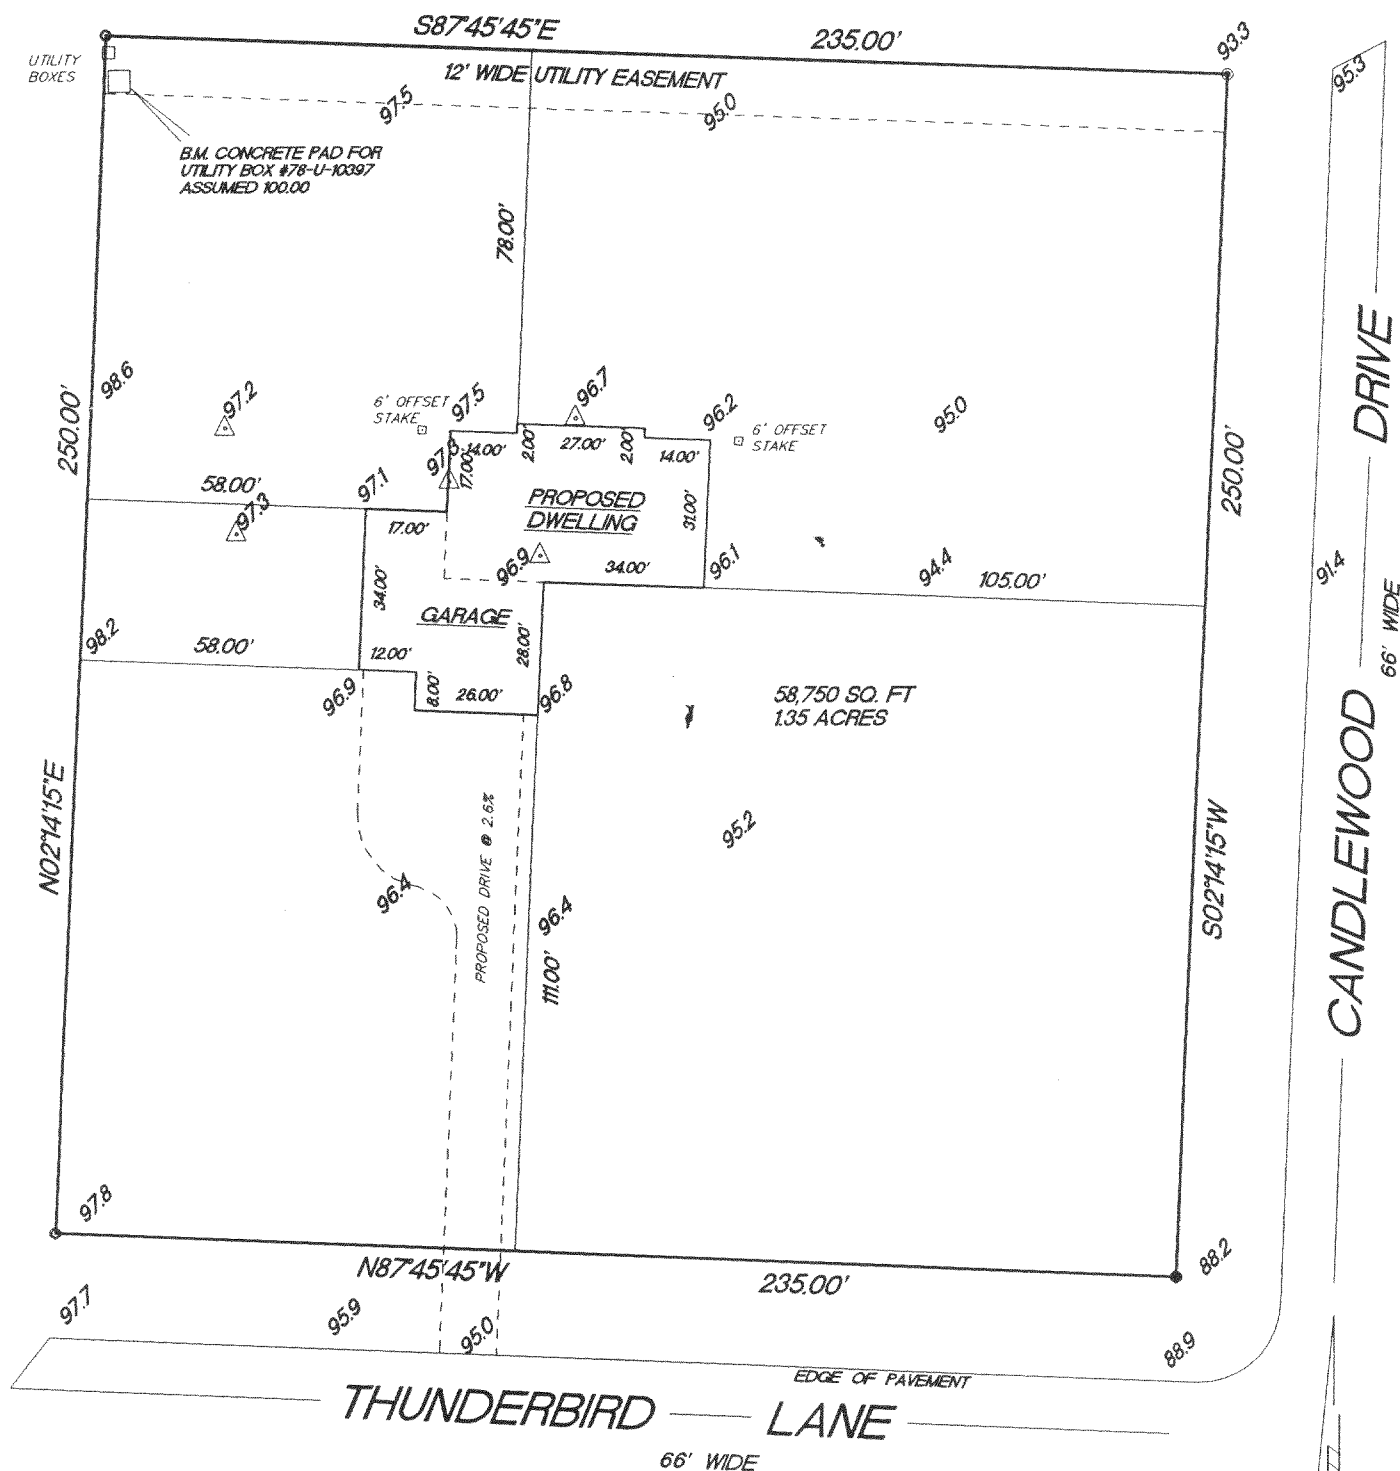 S87°45'45"E
235.00'
93.3
UTILITY
BOXES
12' WIDE UTILITY EASEMENT
95.3
97.5
95.0
B.M. CONCRETE PAD FOR
UTILITY BOX #78-U-10397
ASSUMED 100.00
78.00'
98.6
97.2
6' OFFSET
STAKE
97.5
96.7
96.2
6' OFFSET
STAKE
95.0
250.00'
250.00'
97.3
14.00'
2.00'
27.00'
2.00'
14.00'
17.00'
58.00'
97.1
97.3
17.00'
PROPOSED
DWELLING
31.00'
96.9
34.00'
96.1
94.4
105.00'
91.4
66' WIDE
34.00'
GARAGE
98.2
58.00'
12.00'
28.00'
96.9
8.00'
26.00'
96.8
58,750 SQ. FT
1.35 ACRES
N02°14'15"E
PROPOSED DRIVE @ 2.6%
95.2
S02°14'15"W
96.4
96.4
111.00'
CANDLEWOOD DRIVE
97.8
N87°45'45"W
235.00'
88.2
97.7
95.9
95.0
88.9
EDGE OF PAVEMENT
THUNDERBIRD LANE
66' WIDE